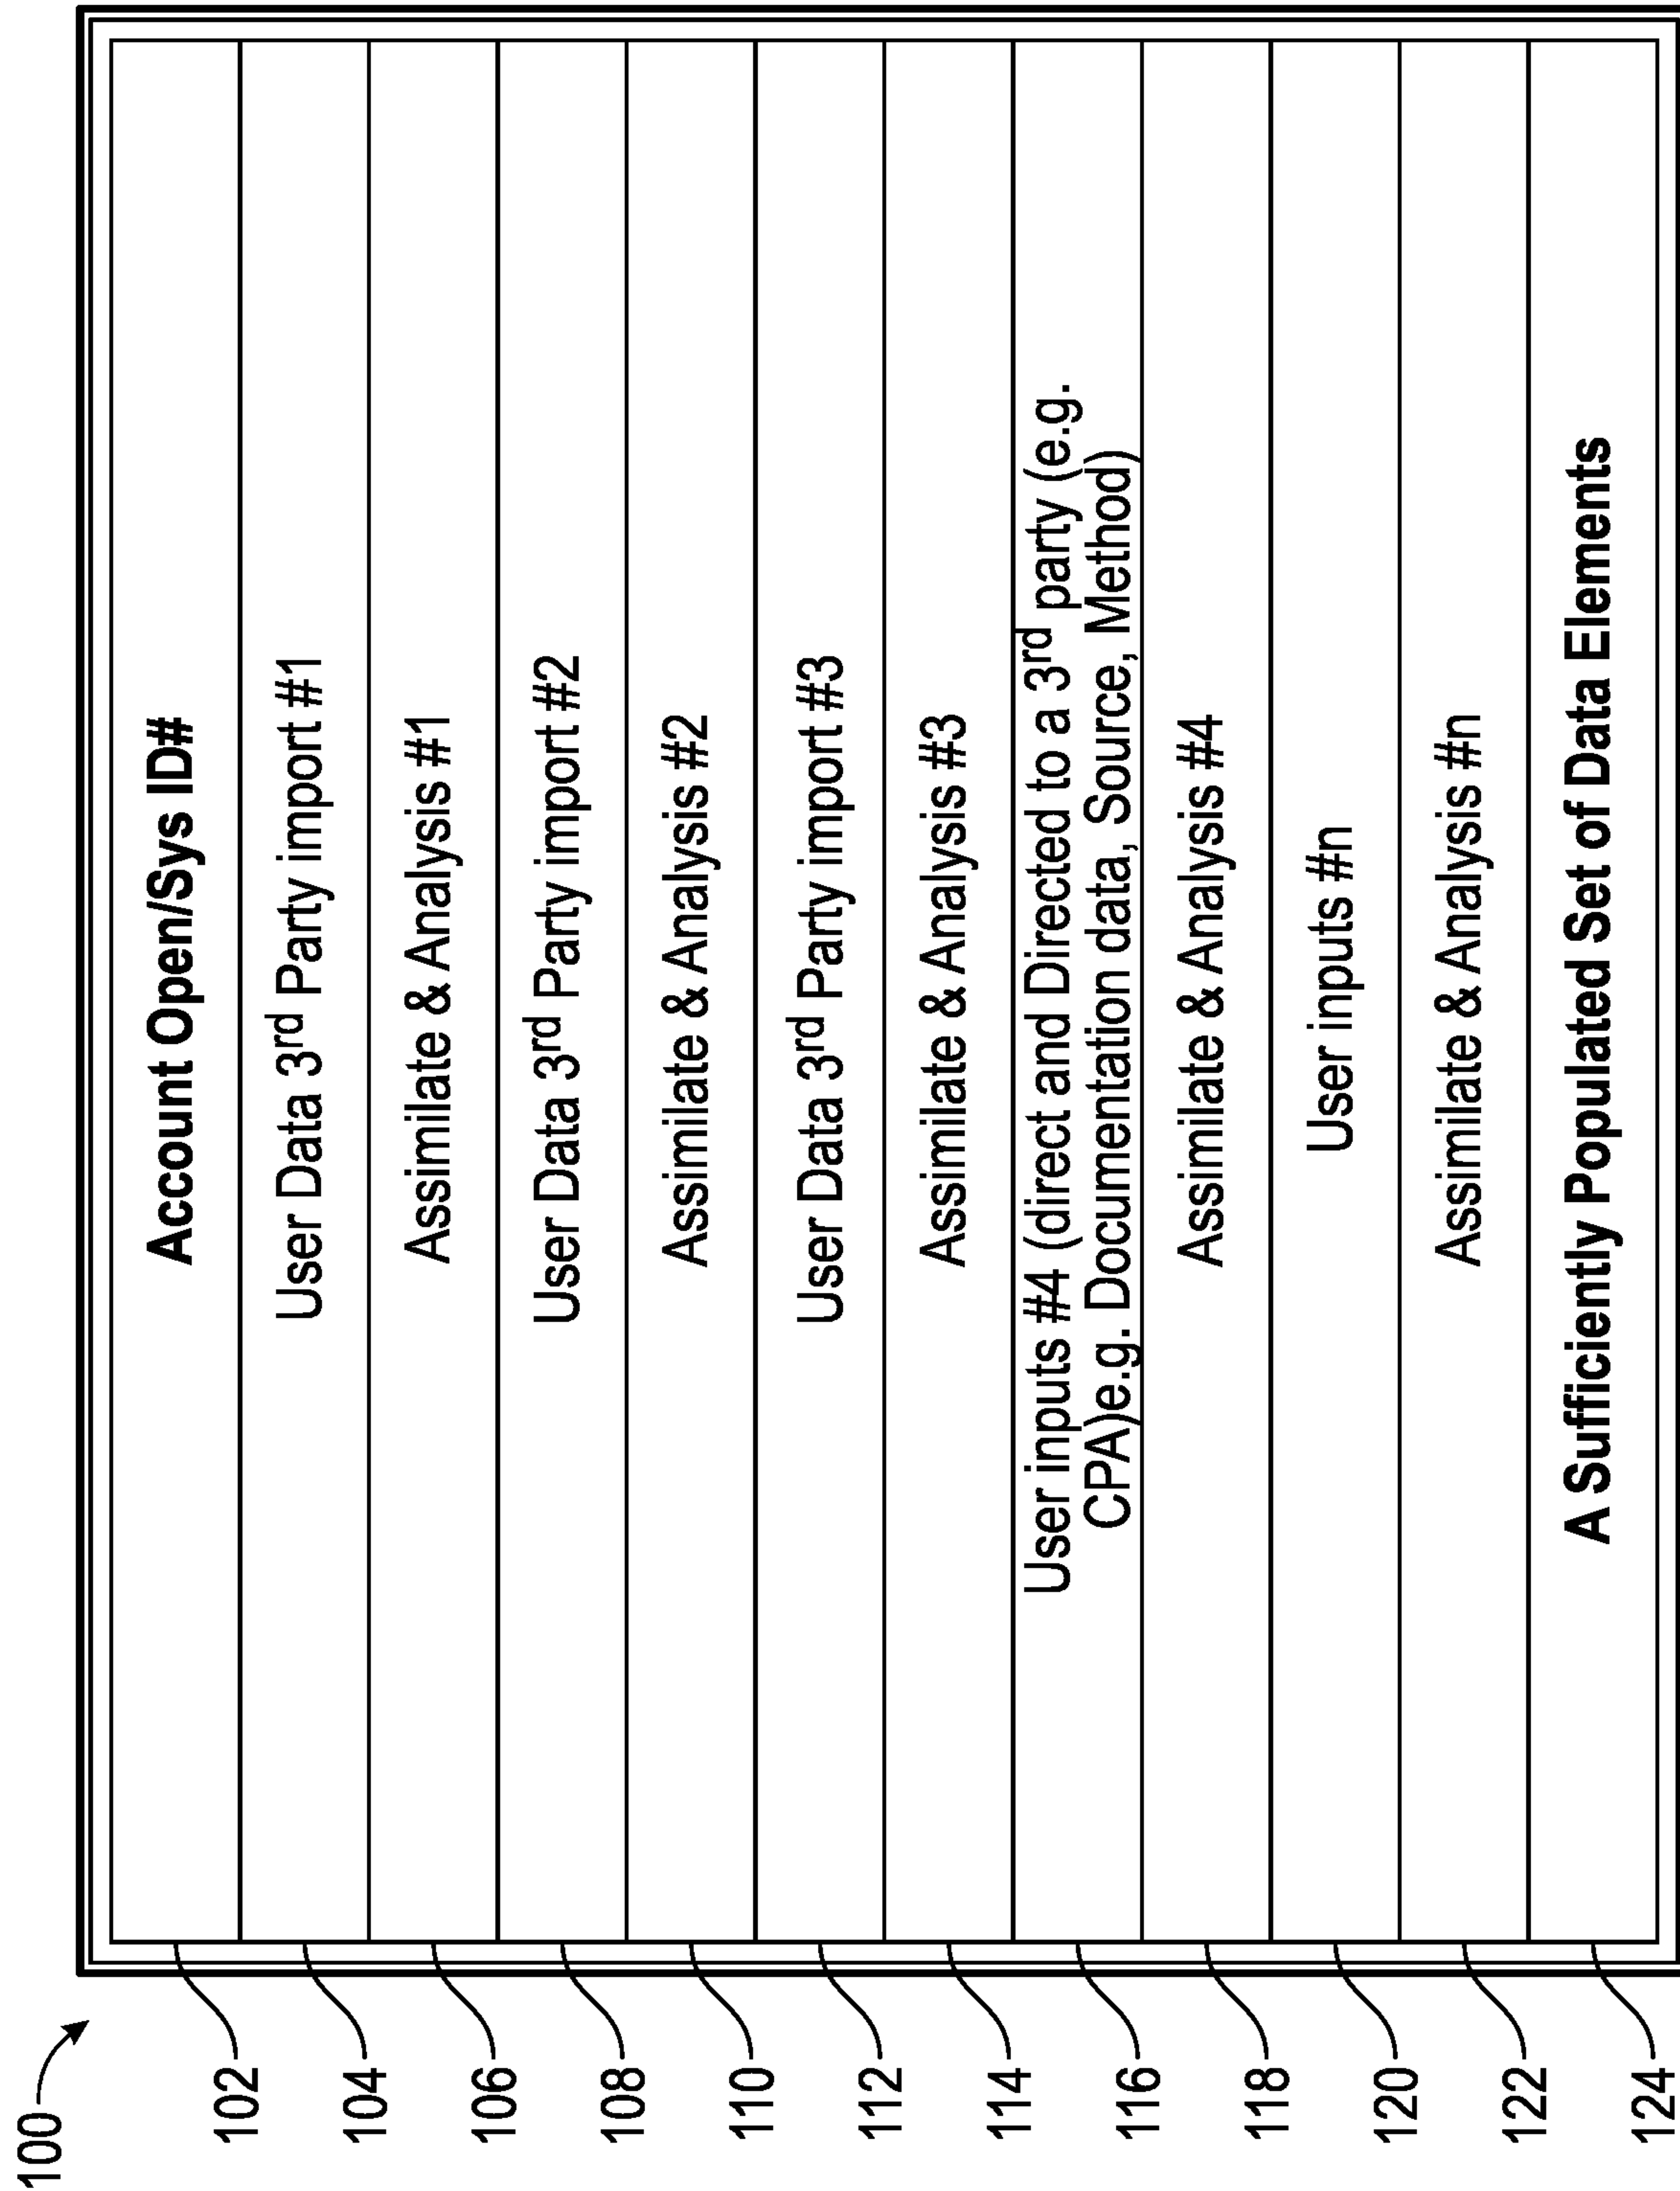 100
102
Account Open/Sys ID#
104
User Data 3rd Party import #1
106
Assimilate & Analysis #1
108
User Data 3rd Party import #2
110
Assimilate & Analysis #2
112
User Data 3rd Party import #3
114
Assimilate & Analysis #3
116
User inputs #4 (direct and Directed to a 3rd party (e.g.
CPA)e.g. Documentation data, Source, Method)
118
Assimilate & Analysis #4
120
User inputs #n
122
Assimilate & Analysis #n
124
A Sufficiently Populated Set of Data Elements